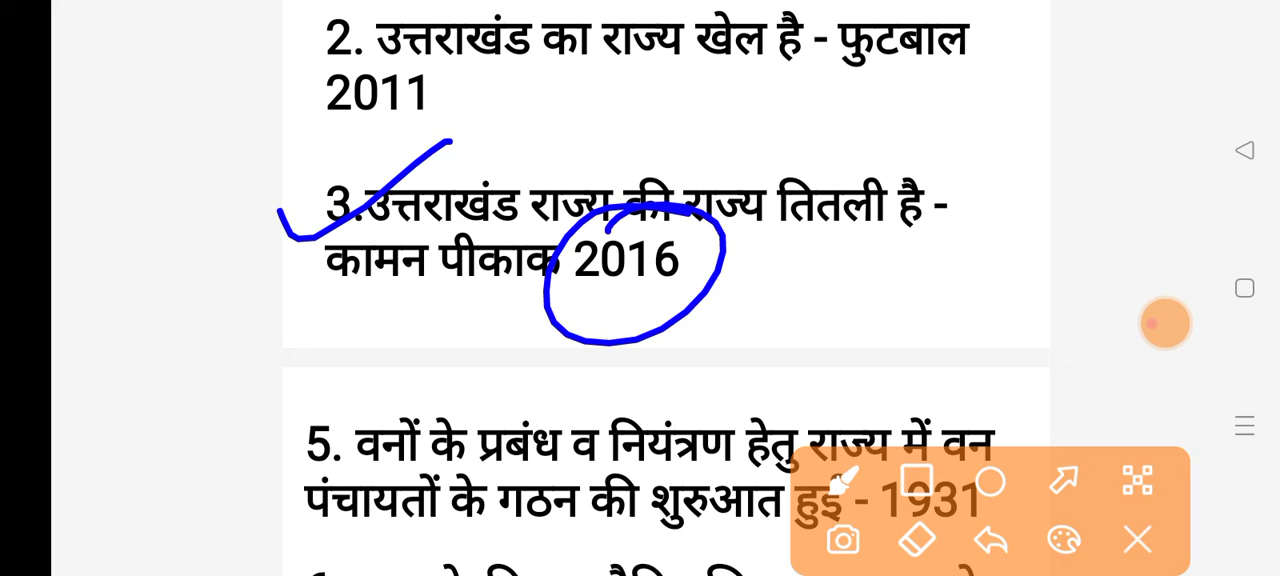 2. उत्तराखंड का राज्य खेल है - फुटबाल
2011
3.उत्तराखंड राज्य की राज्य तितली है -
कामन पीकाक 2016
5. वनों के प्रबंध व नियंत्रण हेतु राज्य में वन
पंचायतों के गठन की शुरुआत हुई - 1931